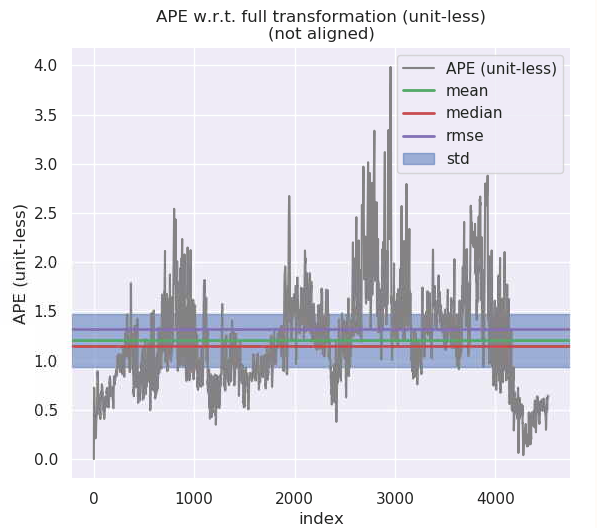 APE w.r.t. full transformation (unit-less)
(not aligned)
APE (unit-less)
4.0
3.5
3.0
2.5
2.0
1.5
1.0
0.5
0.0
APE (unit-less)
mean
median
rmse
std
0 1000 2000 3000 4000
index